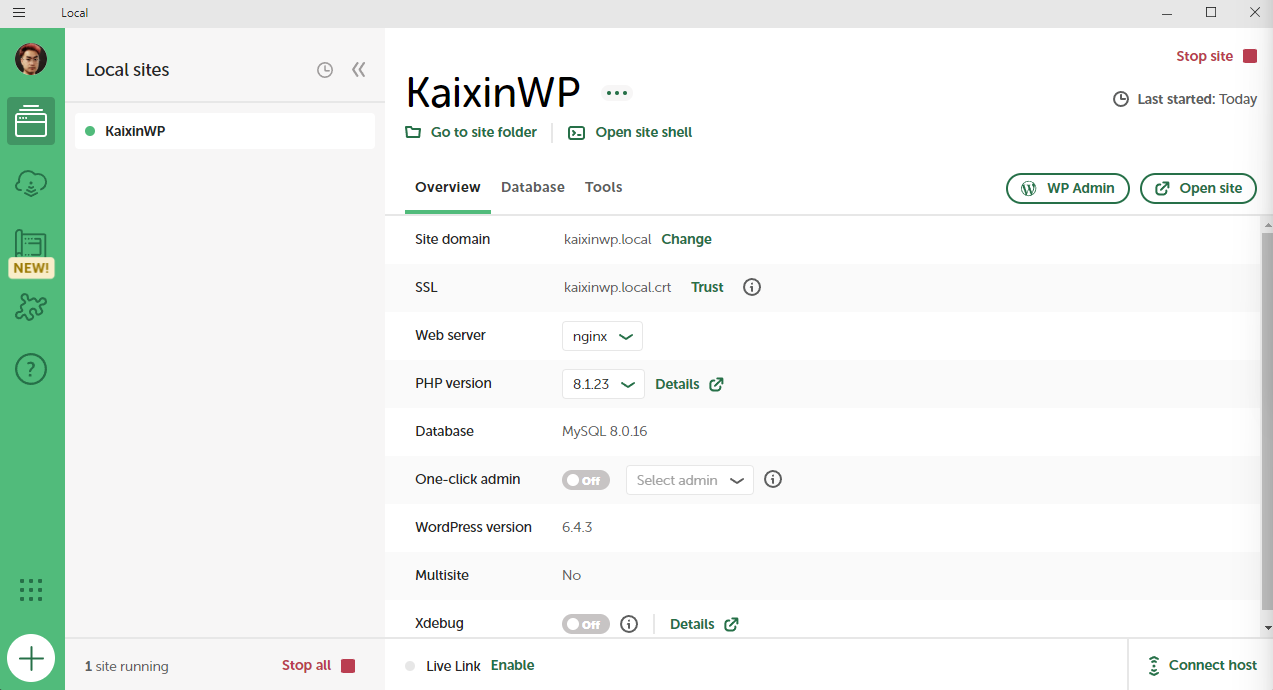 Local
Local sites
KaixinWP
NEW!
?
1 site running
Stop all
KaixinWP
Stop site
Last started: Today
Go to site folder
Open site shell
Overview
Database
Tools
WP Admin
Open site
Site domain
kaixinwp.local
Change
SSL
kaixinwp.local.crt
Trust
Web server
nginx
PHP version
8.1.23
Details
Database
MySQL 8.0.16
One-click admin
Off
Select admin
WordPress version
6.4.3
Multisite
No
Xdebug
Off
Details
Live Link
Enable
Connect host